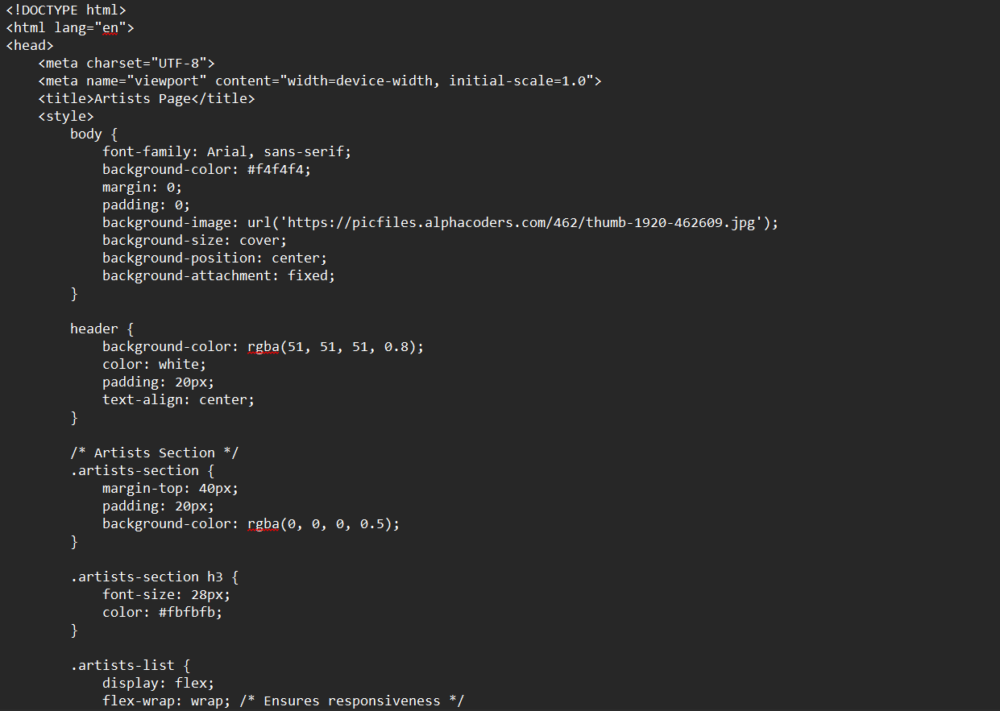 <!DOCTYPE html>
<html lang="en">
<head>
    <meta charset="UTF-8">
    <meta name="viewport" content="width=device-width, initial-scale=1.0">
    <title>Artists Page</title>
    <style>
        body {
            font-family: Arial, sans-serif;
            background-color: #f4f4f4;
            margin: 0;
            padding: 0;
            background-image: url('https://picfiles.alphacoders.com/462/thumb-1920-462609.jpg');
            background-size: cover;
            background-position: center;
            background-attachment: fixed;
        }

        header {
            background-color: rgba(51, 51, 51, 0.8);
            color: white;
            padding: 20px;
            text-align: center;
        }

        /* Artists Section */
        .artists-section {
            margin-top: 40px;
            padding: 20px;
            background-color: rgba(0, 0, 0, 0.5);
        }

        .artists-section h3 {
            font-size: 28px;
            color: #fbfbfb;
        }

        .artists-list {
            display: flex;
            flex-wrap: wrap; /* Ensures responsiveness */